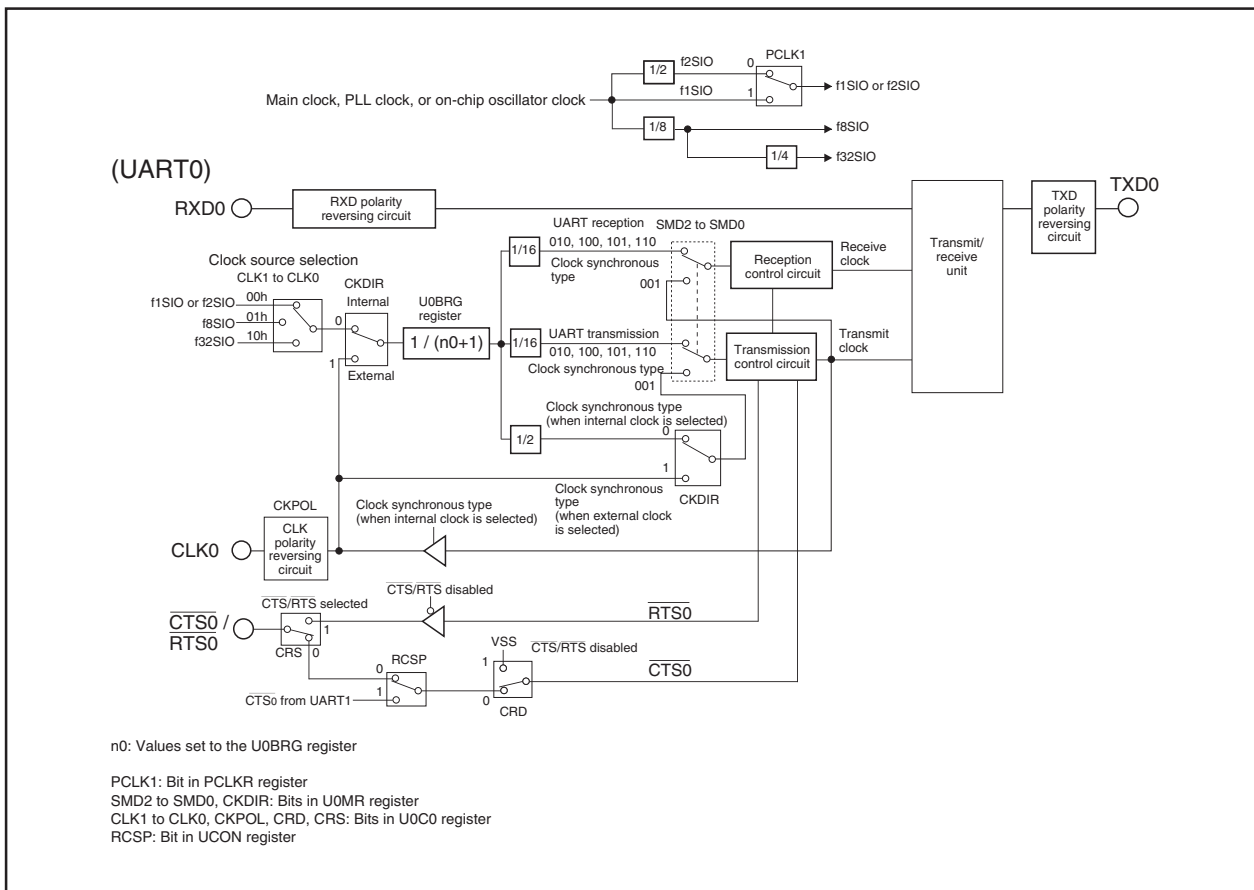 PCLK1
f2SIO
0
1/2
f1SIO or f2SIO
Main clock, PLL clock, or on-chip oscillator clock
f1SIO
1
1/8
f8SIO
1/4
f32SIO
(UART0)
RXD0
RXD polarity
reversing circuit
TXD0
TXD
polarity
reversing
circuit
Transmit/
receive
unit
UART reception
SMD2 to SMD0
1/16
010, 100, 101, 110
Clock synchronous
type
001
Reception
control circuit
Receive
clock
Clock source selection
CLK1 to CLK0
00h
f1SIO or f2SIO
01h
f8SIO
10h
f32SIO
CKDIR
Internal
0
1
External
U0BRG
register
1 / (n0+1)
1/16
UART transmission
010, 100, 101, 110
Clock synchronous type
001
Transmission
control circuit
Transmit
clock
Clock synchronous type
(when internal clock is selected)
1/2
0
1
CKDIR
Clock synchronous
type
(when external clock
is selected)
CKPOL
CLK0
CLK
polarity
reversing
circuit
Clock synchronous type
(when internal clock is selected)
CTS/RTS disabled
CTS/RTS selected
CTS0 /
RTS0
1
CRS
0
RTS0
RCSP
0
1
CTS0 from UART1
VSS
CTS/RTS disabled
1
0
CRD
CTS0
n0: Values set to the U0BRG register
PCLK1: Bit in PCLKR register
SMD2 to SMD0, CKDIR: Bits in U0MR register
CLK1 to CLK0, CKPOL, CRD, CRS: Bits in U0C0 register
RCSP: Bit in UCON register